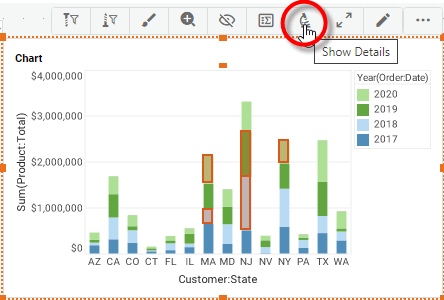 Show Details
Chart
$4,000,000
$3,000,000
$2,000,000
$1,000,000
$0
Sum(Product:Total)
AZ CA CO CT FL IL MA MD NJ NV NY PA TX WA
Customer:State
Year(Order:Date)
2020
2019
2018
2017